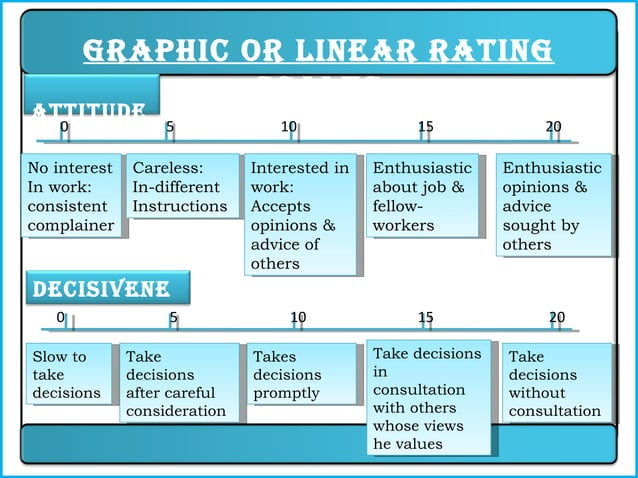 GRAPHIC OR LINEAR RATING
ATTITUDE
0 5 10 15 20
No interest
In work:
consistent
complainer
Careless:
In-different
Instructions
Interested in
work:
Accepts
opinions &
advice of
others
Enthusiastic
about job &
fellow-
workers
Enthusiastic
opinions &
advice
sought by
others
DECISIVENE
0 5 10 15 20
Slow to
take
decisions
Take
decisions
after careful
consideration
Takes
decisions
promptly
Take decisions
in
consultation
with others
whose views
he values
Take
decisions
without
consultation